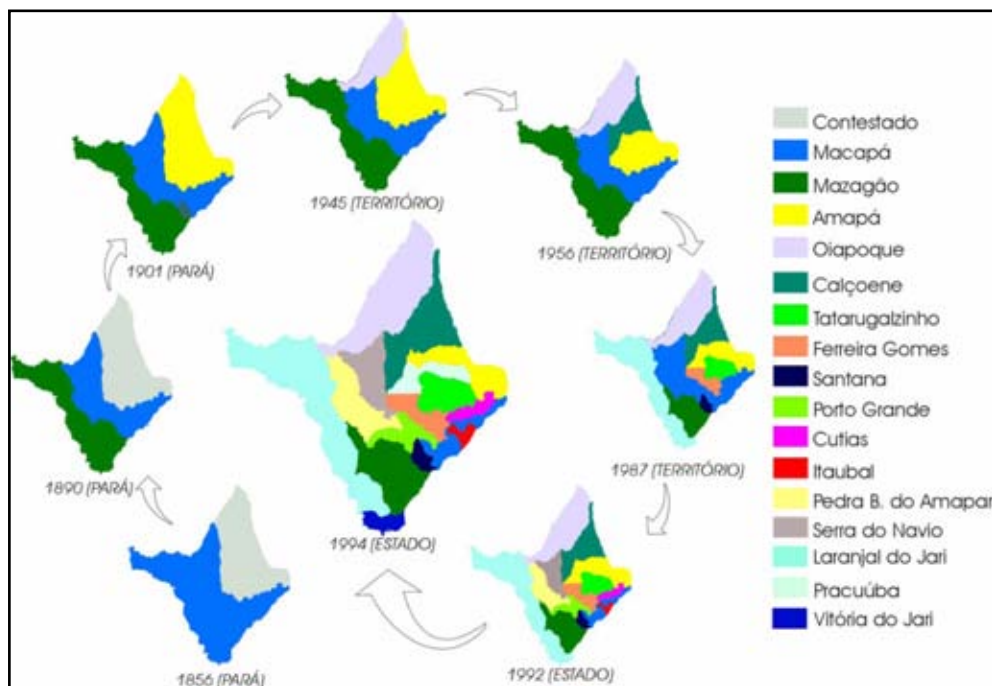 1945 (TERRITÓRIO)
1901 (PARÁ)
1956 (TERRITÓRIO)
1890 (PARÁ)
1994 (ESTADO)
1987 (TERRITÓRIO)
1856 (PARÁ)
1992 (ESTADO)
Contestado
Macapá
Mazagão
Amapá
Oiapoque
Calçoene
Tatarugalzinho
Ferreira Gomes
Santana
Porto Grande
Cutias
Itaubal
Pedra B. do Amapar
Serra do Navio
Laranjal do Jari
Pracuúba
Vitória do Jari